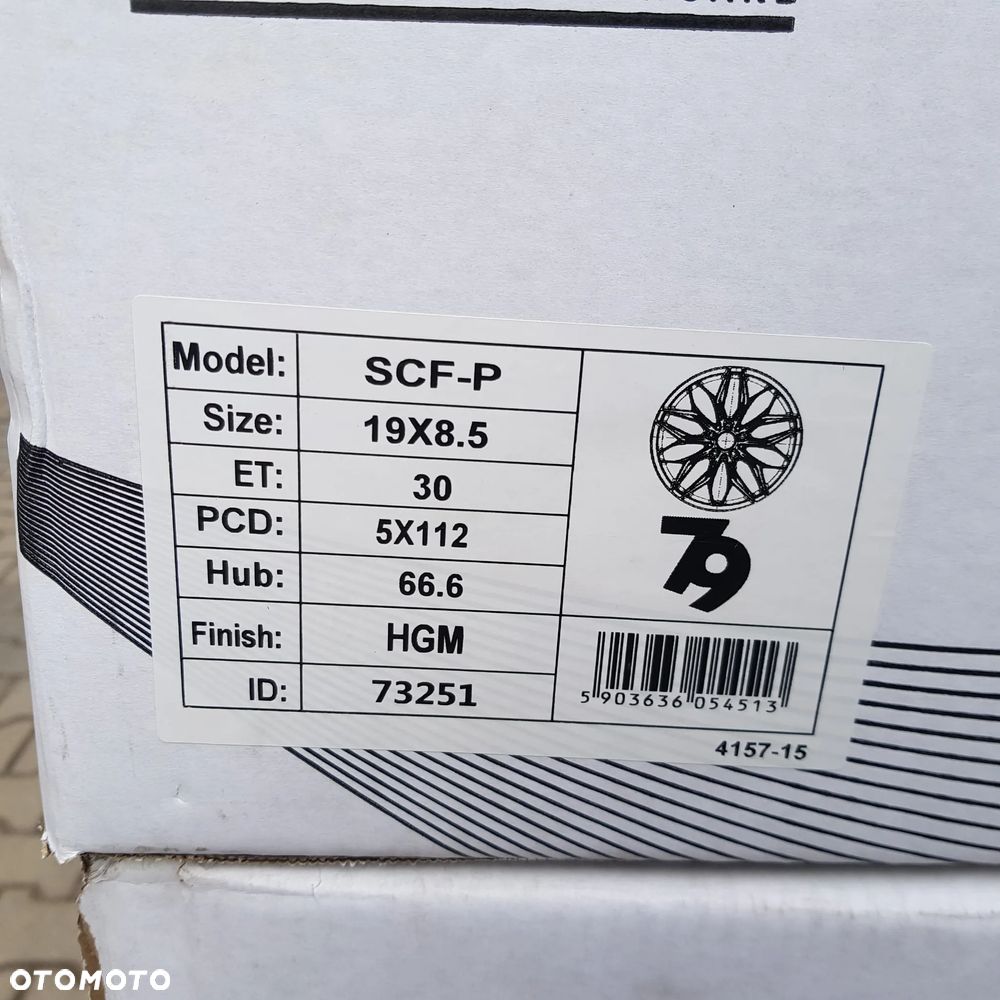 Model: SCF-P
Size: 19X8.5
ET: 30
PCD: 5X112
Hub: 66.6
Finish: HGM
ID: 73251
79
5 903636 054513
4157-15
OTOMOTO